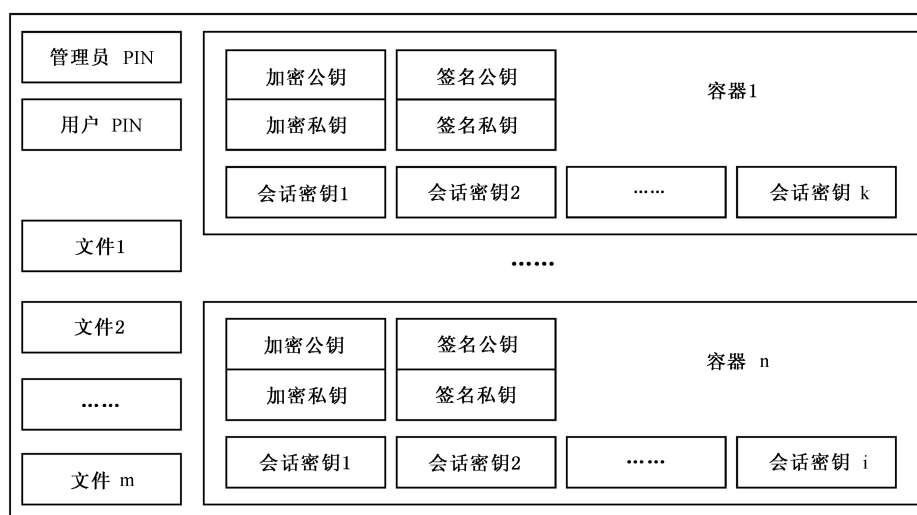 管理员 PIN
用户 PIN
文件1
文件2
……
文件 m
加密公钥
签名公钥
容器1
加密私钥
签名私钥
会话密钥1
会话密钥2
……
会话密钥 k
……
加密公钥
签名公钥
容器 n
加密私钥
签名私钥
会话密钥1
会话密钥2
……
会话密钥 i